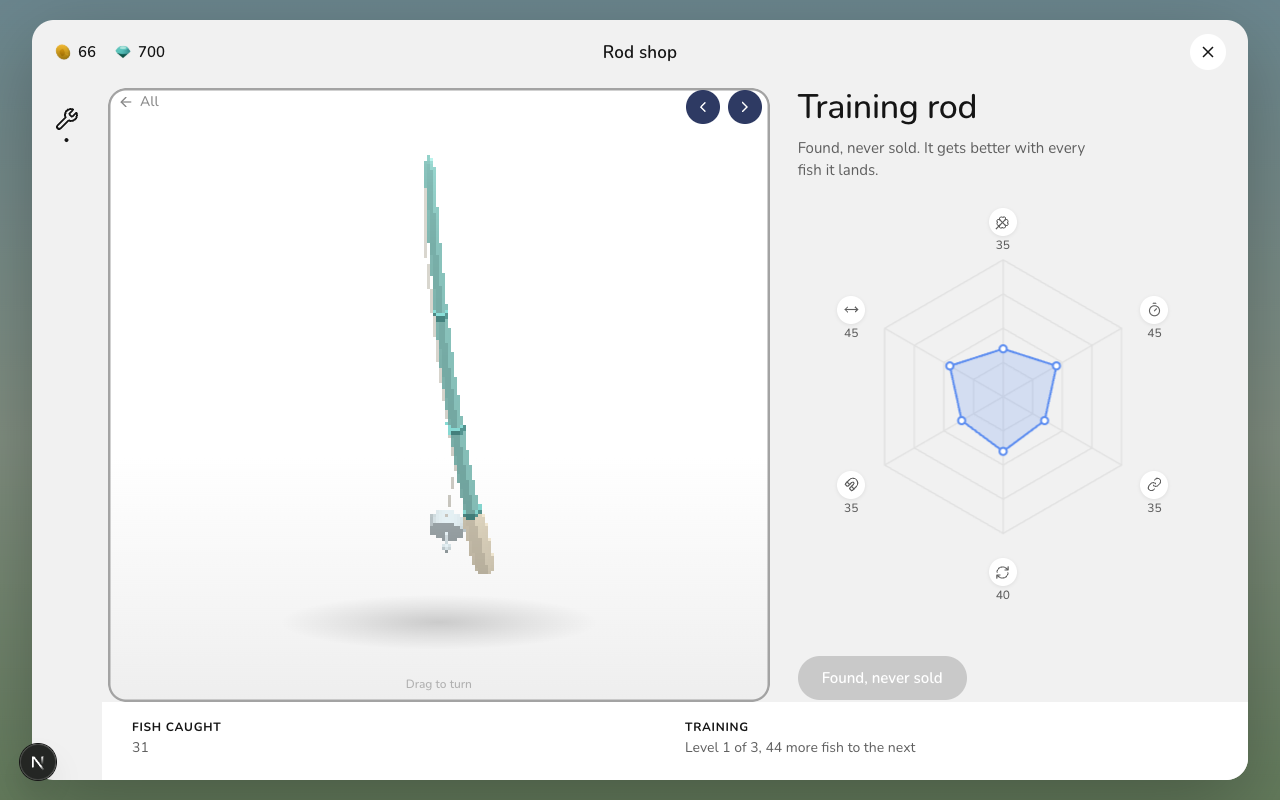 66
700
Rod shop
All
Training rod
Found, never sold. It gets better with every
fish it lands.
35
45
45
35
35
40
Drag to turn
Found, never sold
FISH CAUGHT
31
TRAINING
Level 1 of 3, 44 more fish to the next
N